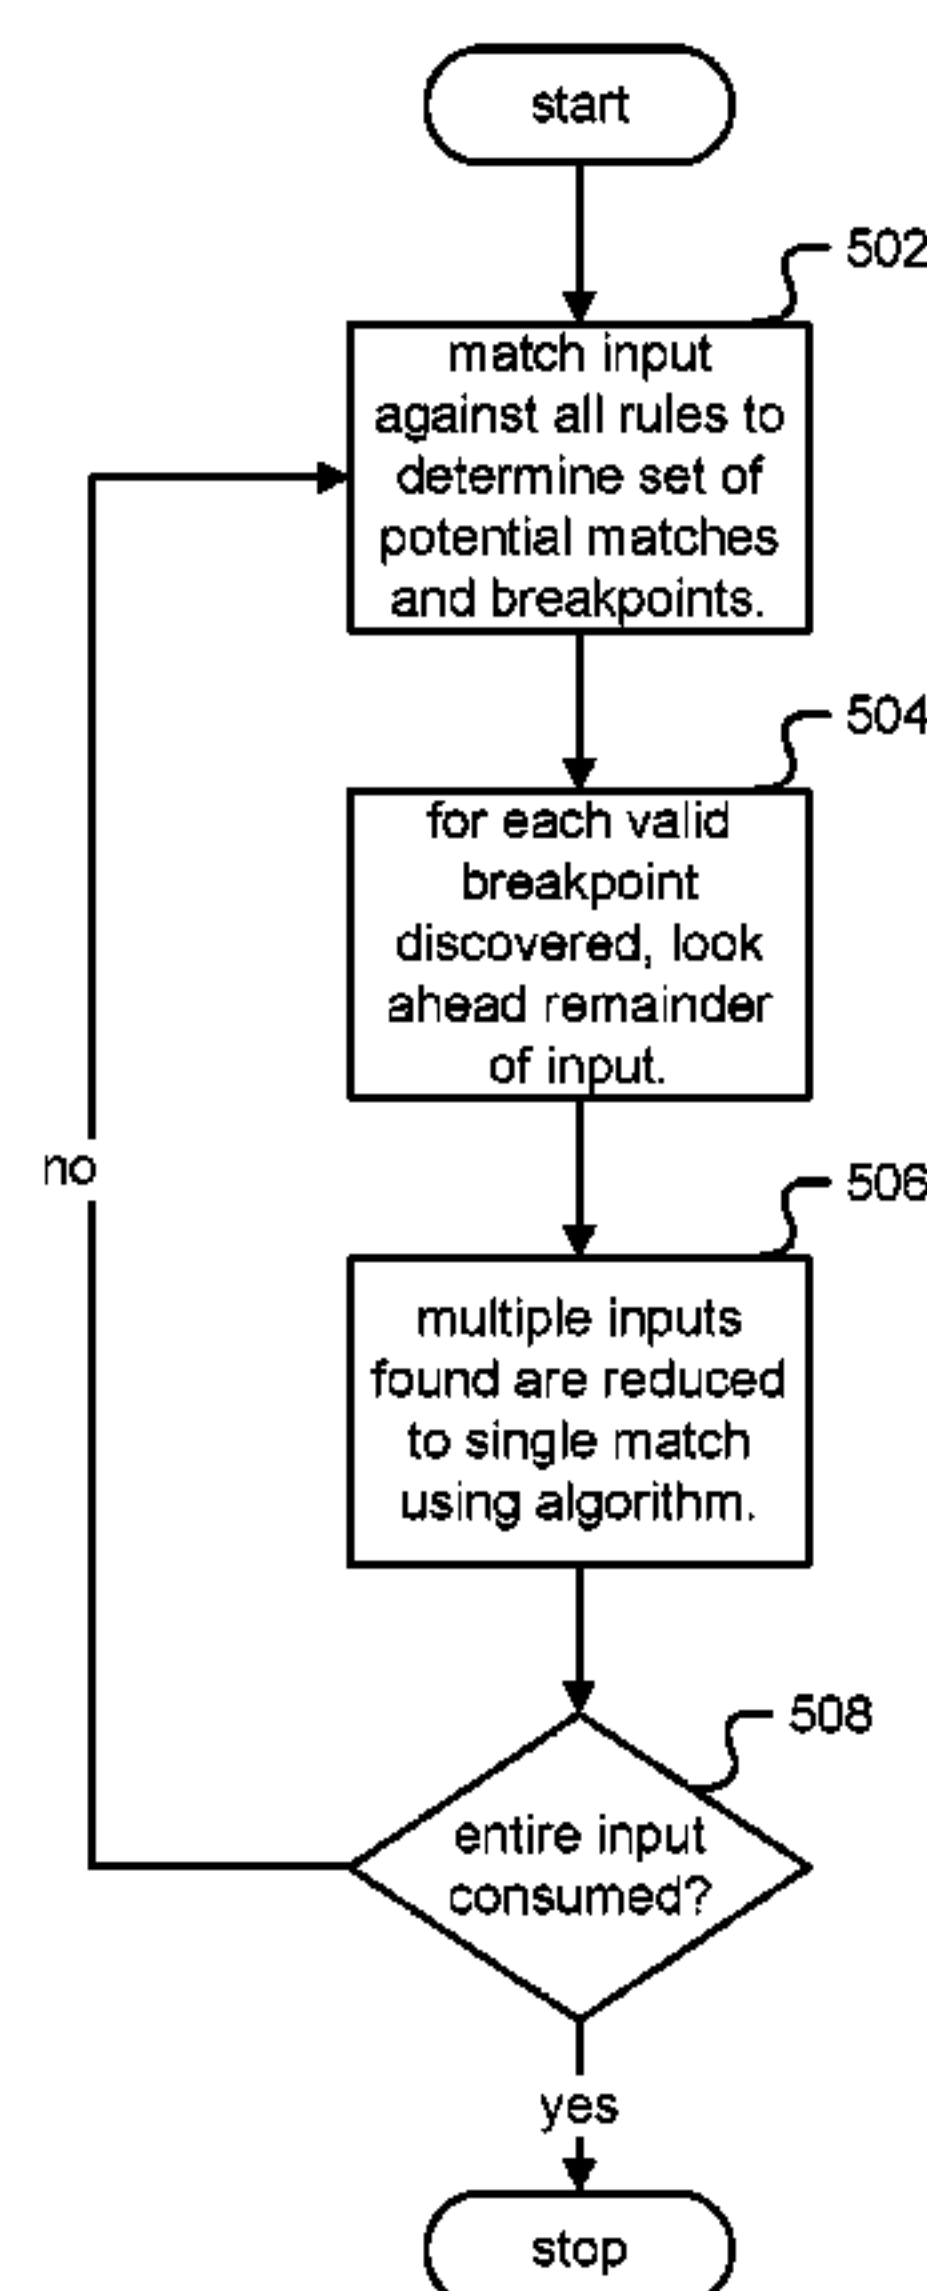 start
502
match input
against all rules to
determine set of
potential matches
and breakpoints.
504
for each valid
breakpoint
discovered, look
ahead remainder
of input.
no
506
multiple inputs
found are reduced
to single match
using algorithm.
508
entire input
consumed?
yes
stop